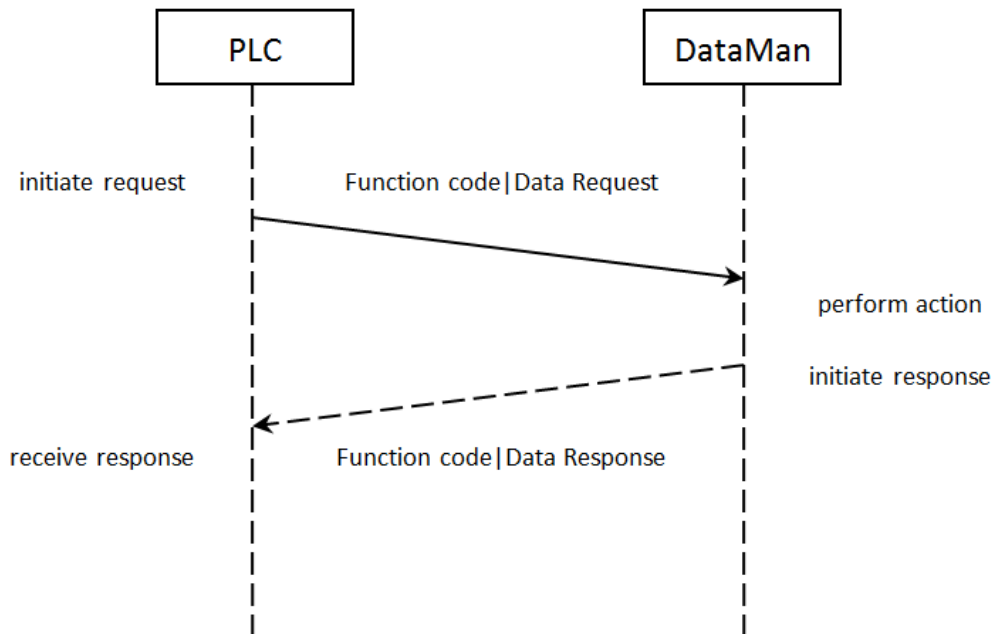 PLC
DataMan
initiate request
Function code|Data Request
perform action
initiate response
receive response
Function code|Data Response